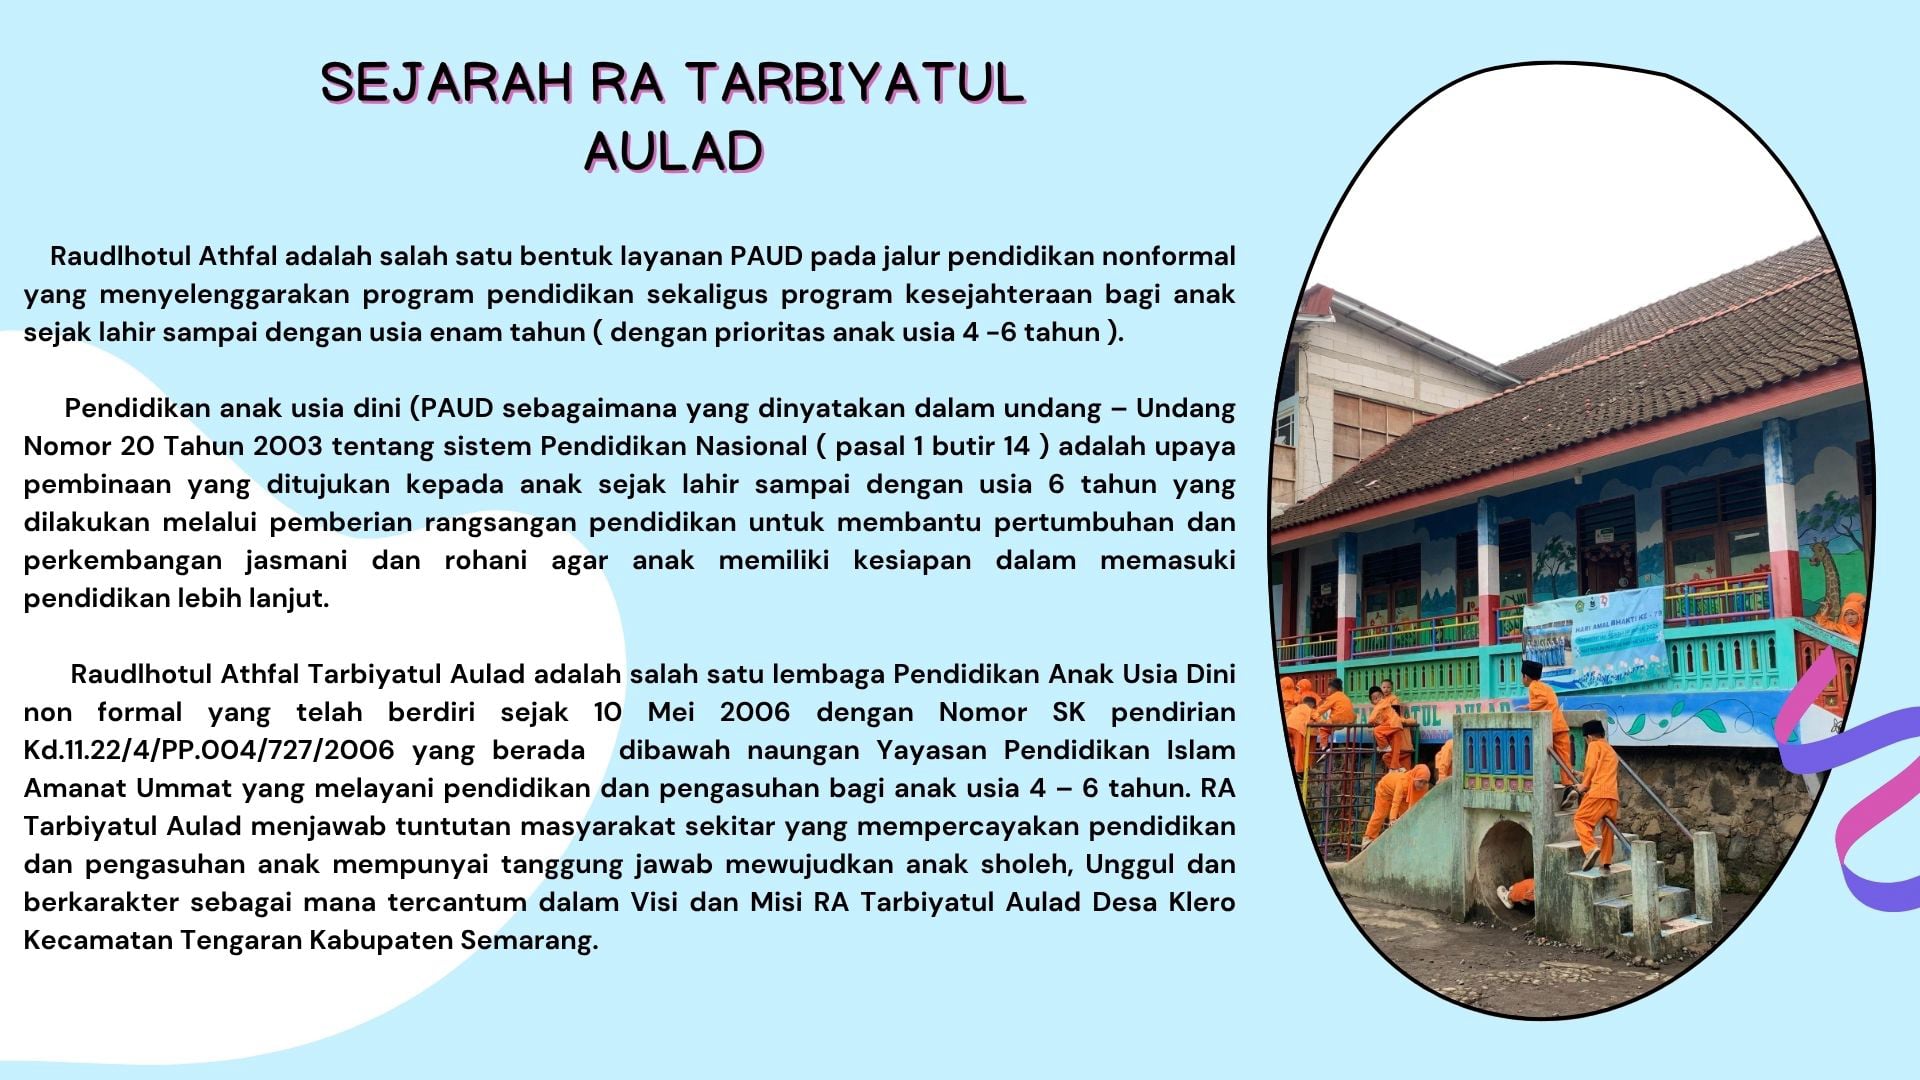 SEJARAH RA TARBIYATUL
AULAD
Raudlhotul Athfal adalah salah satu bentuk layanan PAUD pada jalur pendidikan nonformal
yang menyelenggarakan program pendidikan sekaligus program kesejahteraan bagi anak
sejak lahir sampai dengan usia enam tahun ( dengan prioritas anak usia 4 -6 tahun ).
Pendidikan anak usia dini (PAUD sebagaimana yang dinyatakan dalam undang – Undang
Nomor 20 Tahun 2003 tentang sistem Pendidikan Nasional ( pasal 1 butir 14 ) adalah upaya
pembinaan yang ditujukan kepada anak sejak lahir sampai dengan usia 6 tahun yang
dilakukan melalui pemberian rangsangan pendidikan untuk membantu pertumbuhan dan
perkembangan jasmani dan rohani agar anak memiliki kesiapan dalam memasuki
pendidikan lebih lanjut.
Raudlhotul Athfal Tarbiyatul Aulad adalah salah satu lembaga Pendidikan Anak Usia Dini
non formal yang telah berdiri sejak 10 Mei 2006 dengan Nomor SK pendirian
Kd.11.22/4/PP.004/727/2006 yang berada dibawah naungan Yayasan Pendidikan Islam
Amanat Ummat yang melayani pendidikan dan pengasuhan bagi anak usia 4 – 6 tahun. RA
Tarbiyatul Aulad menjawab tuntutan masyarakat sekitar yang mempercayakan pendidikan
dan pengasuhan anak mempunyai tanggung jawab mewujudkan anak sholeh, Unggul dan
berkarakter sebagai mana tercantum dalam Visi dan Misi RA Tarbiyatul Aulad Desa Klero
Kecamatan Tengaran Kabupaten Semarang.
HARI AMAL BHAKTI KE - 79
AULAD